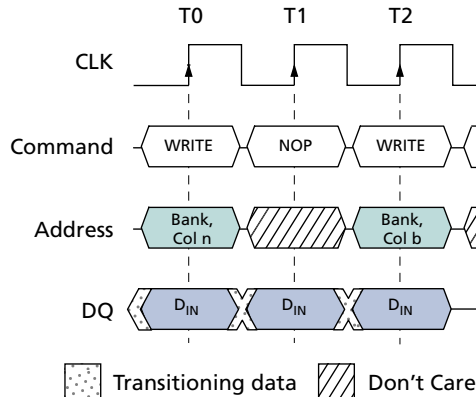 T0 T1 T2
CLK
Command WRITE NOP WRITE
Address Bank, Col n Bank, Col b
DQ DIN DIN DIN
Transitioning data Don't Care